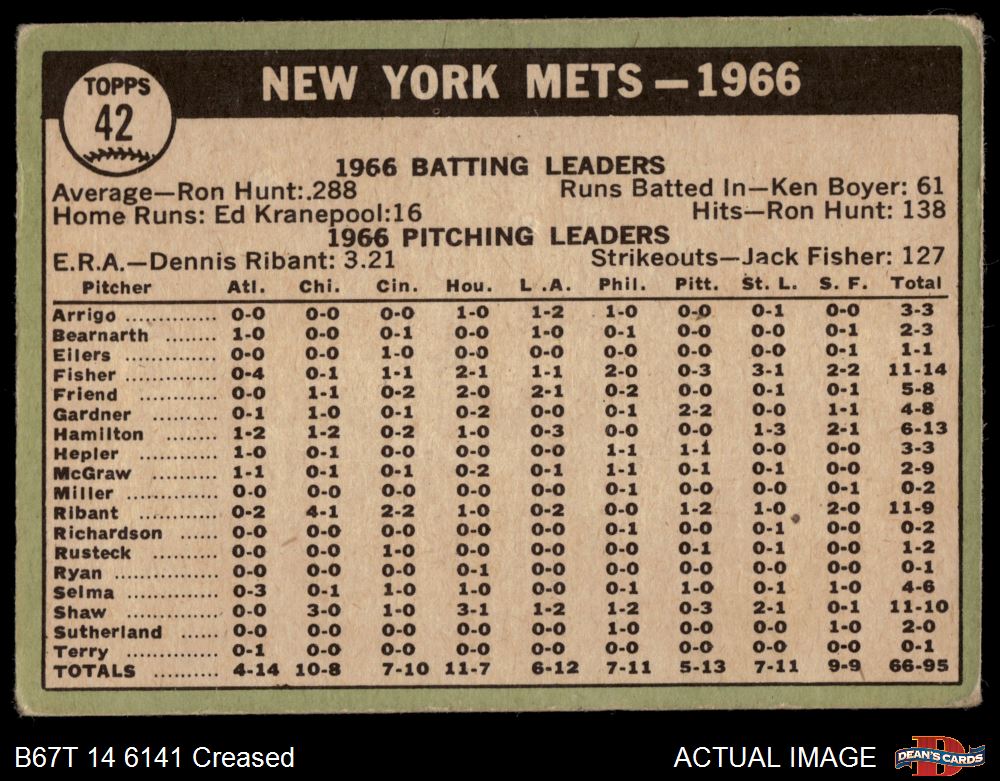 TOPPS
42
NEW YORK METS—1966
1966 BATTING LEADERS
Average—Ron Hunt:.288 Runs Batted In—Ken Boyer: 61
Home Runs: Ed Kranepool:16 Hits—Ron Hunt: 138
1966 PITCHING LEADERS
E.R.A.—Dennis Ribant: 3.21 Strikeouts—Jack Fisher: 127
Pitcher Atl. Chi. Cin. Hou. L .A. Phil. Pitt. St. L. S. F. Total
Arrigo .............. 0-0 0-0 0-0 1-0 1-2 1-0 0-0 0-1 0-0 3-3
Bearnarth ........ 1-0 0-0 0-1 0-0 1-0 0-1 0-0 0-0 0-1 2-3
Eilers .............. 0-0 0-0 1-0 0-0 0-0 0-0 0-0 0-0 0-1 1-1
Fisher .............. 0-4 0-1 1-1 2-1 1-1 2-0 0-3 3-1 2-2 11-14
Friend ............ 0-0 1-1 0-2 2-0 2-1 0-2 0-0 0-1 0-1 5-8
Gardner .......... 0-1 1-0 0-1 0-2 0-0 0-1 2-2 0-0 1-1 4-8
Hamilton ........ 1-2 1-2 0-2 1-0 0-3 0-0 0-0 1-3 2-1 6-13
Hepler ............ 1-0 0-1 0-0 0-0 0-0 1-1 1-1 0-0 0-0 3-3
McGraw .......... 1-1 0-1 0-1 0-2 0-1 1-1 0-1 0-1 0-0 2-9
Miller .............. 0-0 0-0 0-0 0-0 0-0 0-1 0-0 0-0 0-1 0-2
Ribant ............ 0-2 4-1 2-2 1-0 0-2 0-0 1-2 1-0 2-0 11-9
Richardson ...... 0-0 0-0 0-0 0-0 0-0 0-1 0-0 0-1 0-0 0-2
Rusteck .......... 0-0 0-0 1-0 0-0 0-0 0-0 0-1 0-1 0-0 1-2
Ryan ................ 0-0 0-0 0-0 0-1 0-0 0-0 0-0 0-0 0-0 0-1
Selma .............. 0-3 0-1 1-0 1-0 0-0 0-1 1-0 0-1 1-0 4-6
Shaw .............. 0-0 3-0 1-0 3-1 1-2 1-2 0-3 2-1 0-1 11-10
Sutherland ...... 0-0 0-0 0-0 0-0 0-0 1-0 0-0 0-0 1-0 2-0
Terry .............. 0-1 0-0 0-0 0-0 0-0 0-0 0-0 0-0 0-0 0-1
TOTALS .......... 4-14 10-8 7-10 11-7 6-12 7-11 5-13 7-11 9-9 66-95
B67T 14 6141 Creased ACTUAL IMAGE
D
DEAN'S CARDS